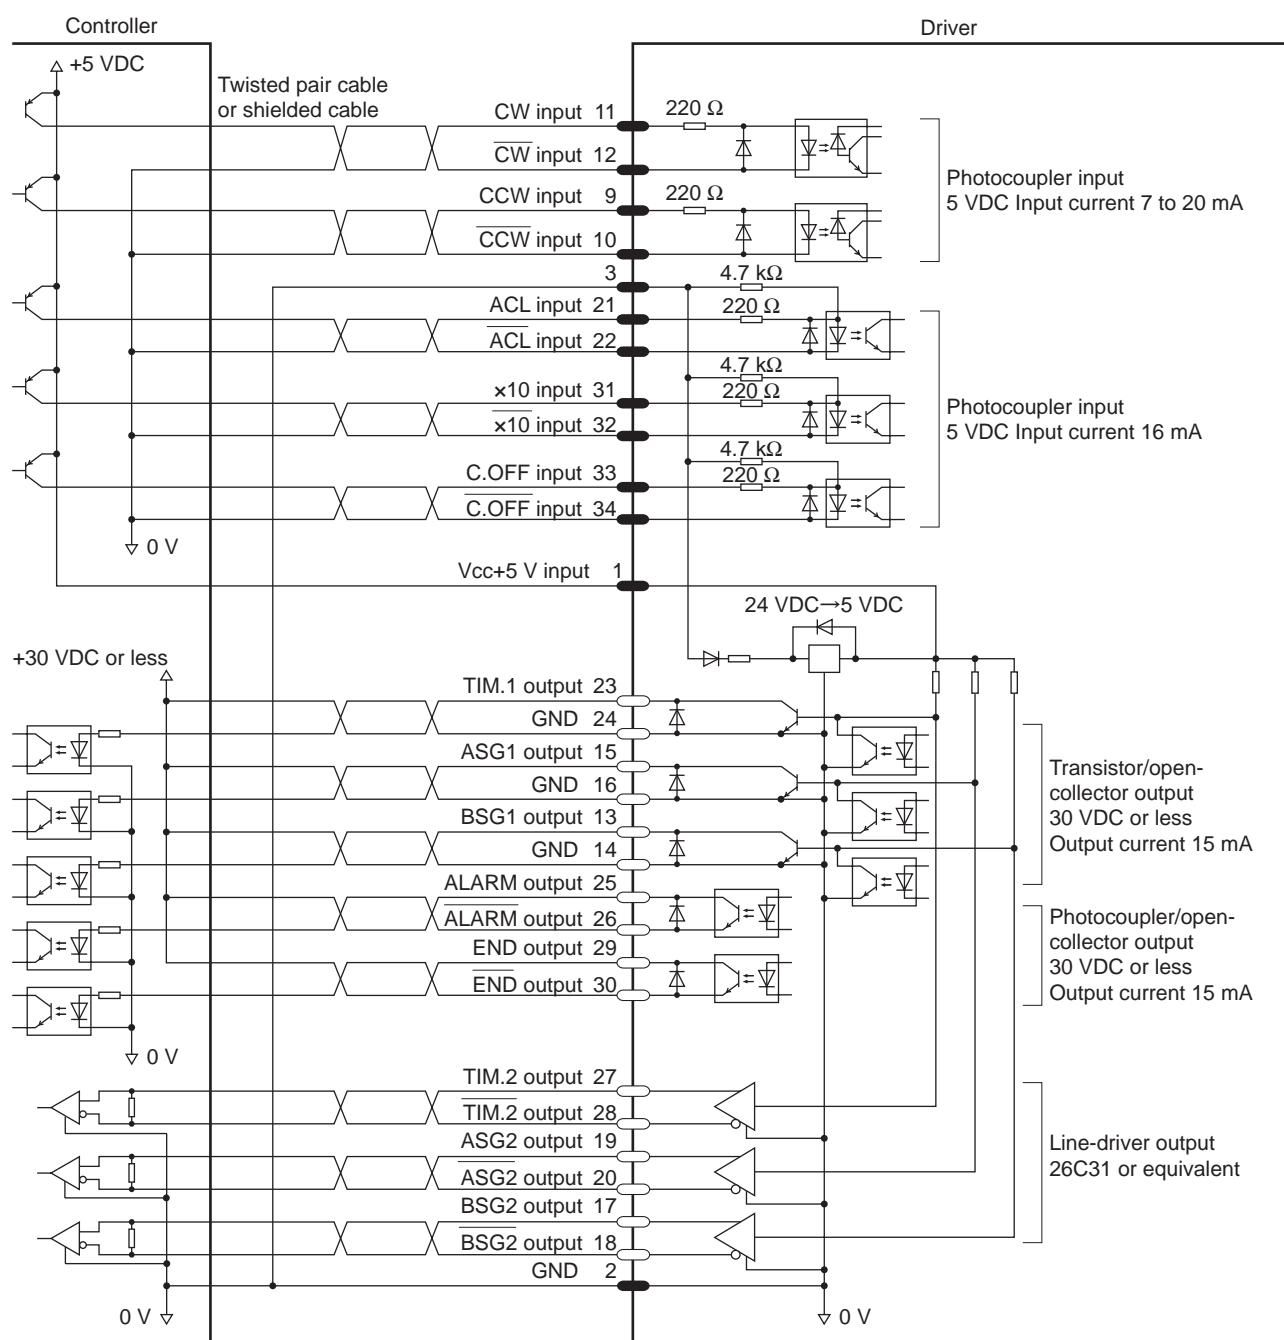 Controller
Driver
+5 VDC
Twisted pair cable
or shielded cable
CW input 11
220 Ω
CW input 12
Photocoupler input
5 VDC Input current 7 to 20 mA
CCW input 9
220 Ω
CCW input 10
3
4.7 kΩ
ACL input 21
220 Ω
ACL input 22
4.7 kΩ
×10 input 31
220 Ω
×10 input 32
Photocoupler input
5 VDC Input current 16 mA
4.7 kΩ
C.OFF input 33
220 Ω
C.OFF input 34
0 V
Vcc+5 V input 1
24 VDC→5 VDC
+30 VDC or less
TIM.1 output 23
GND 24
ASG1 output 15
GND 16
BSG1 output 13
GND 14
Transistor/open-
collector output
30 VDC or less
Output current 15 mA
ALARM output 25
ALARM output 26
END output 29
END output 30
Photocoupler/open-
collector output
30 VDC or less
Output current 15 mA
0 V
TIM.2 output 27
TIM.2 output 28
ASG2 output 19
ASG2 output 20
BSG2 output 17
BSG2 output 18
GND 2
Line-driver output
26C31 or equivalent
0 V
0 V